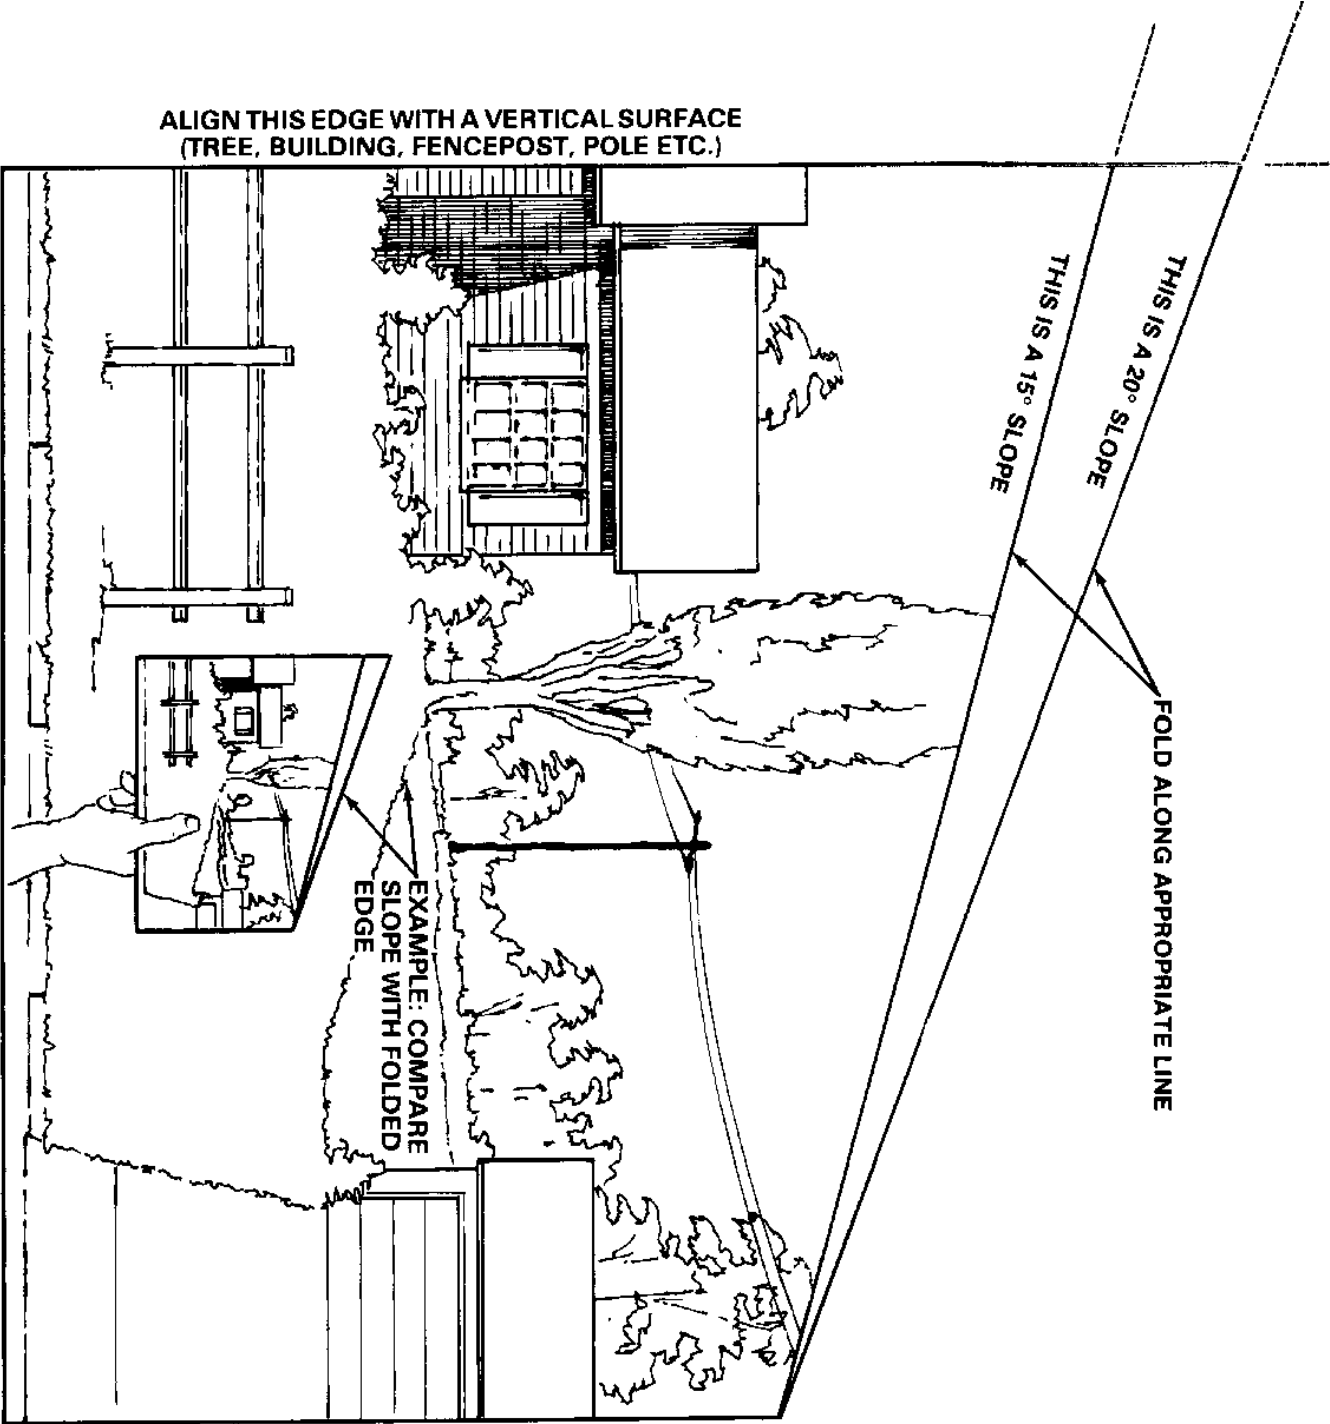 ALIGN THIS EDGE WITH A VERTICAL SURFACE
(TREE, BUILDING, FENCEPOST, POLE ETC.)
THIS IS A 20° SLOPE
THIS IS A 15° SLOPE
FOLD ALONG APPROPRIATE LINE
EXAMPLE: COMPARE
SLOPE WITH FOLDED
EDGE